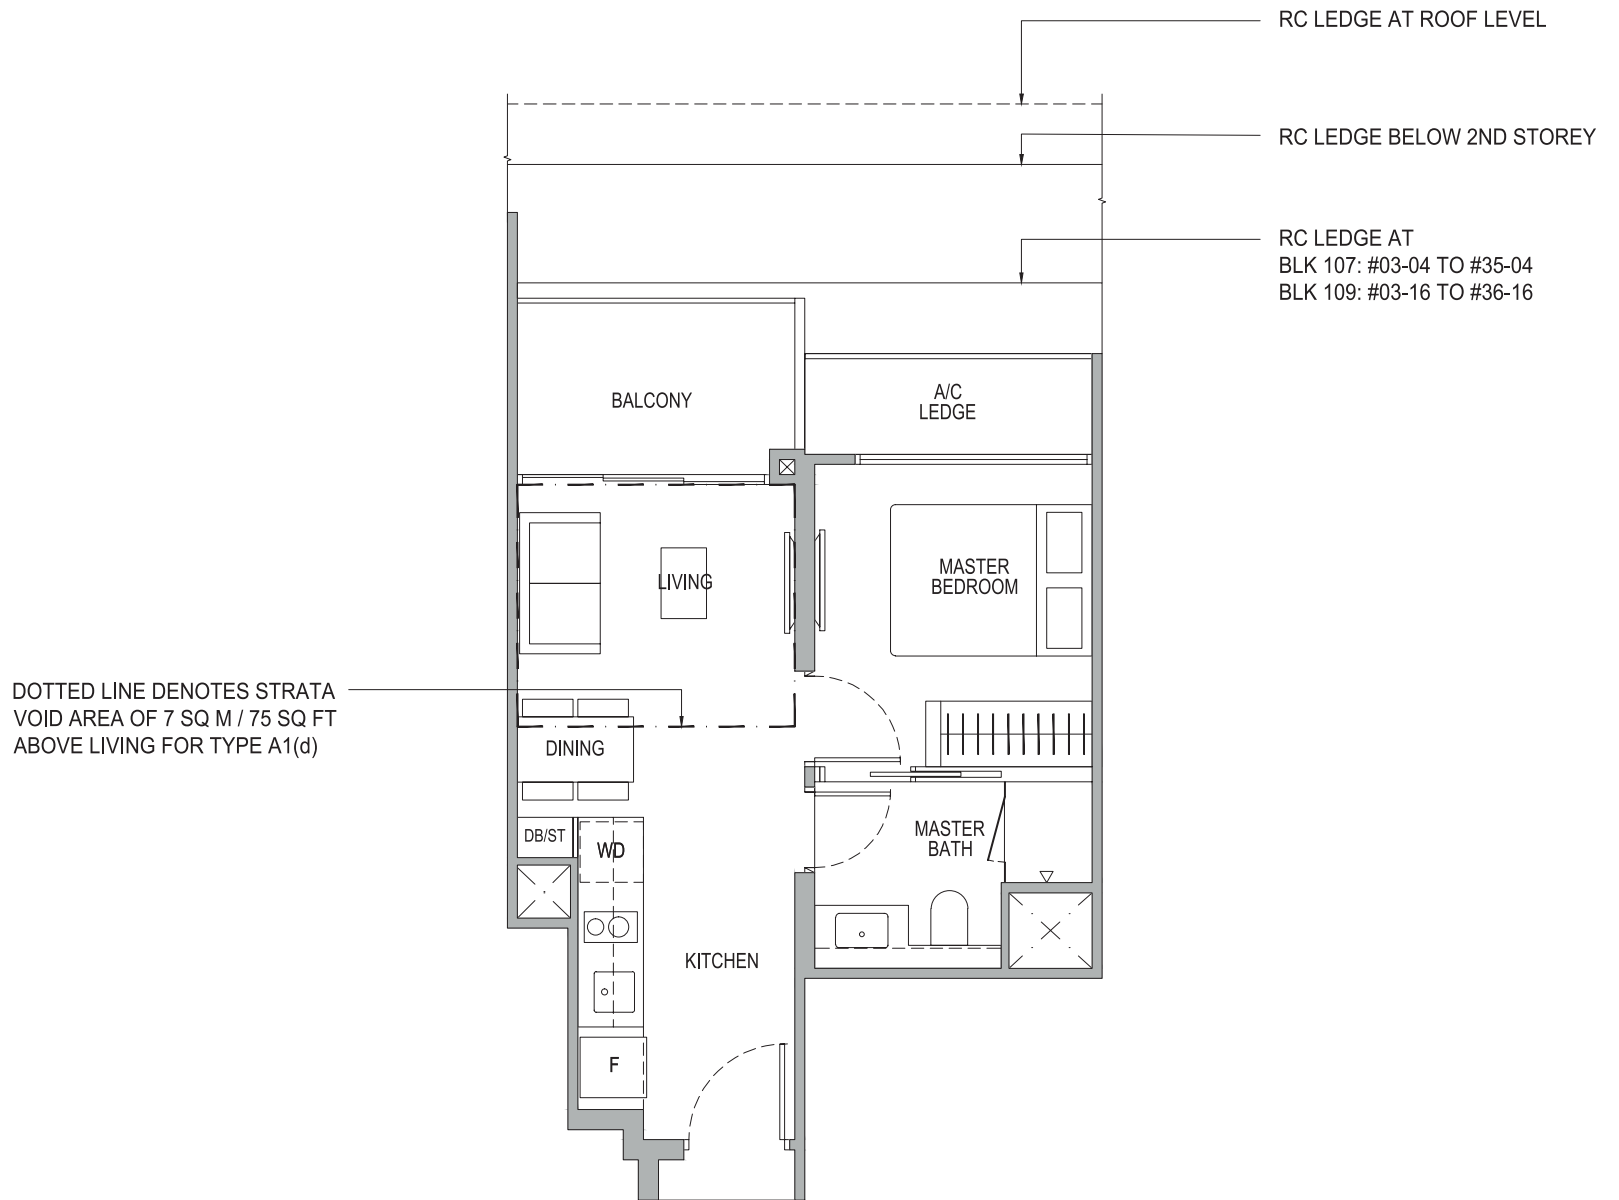 RC LEDGE AT ROOF LEVEL
RC LEDGE BELOW 2ND STOREY
RC LEDGE AT
BLK 107: #03-04 TO #35-04
BLK 109: #03-16 TO #36-16
BALCONY
A/C
LEDGE
LIVING
MASTER
BEDROOM
DOTTED LINE DENOTES STRATA
VOID AREA OF 7 SQ M / 75 SQ FT
ABOVE LIVING FOR TYPE A1(d)
DINING
DB/ST
WD
MASTER
BATH
KITCHEN
F